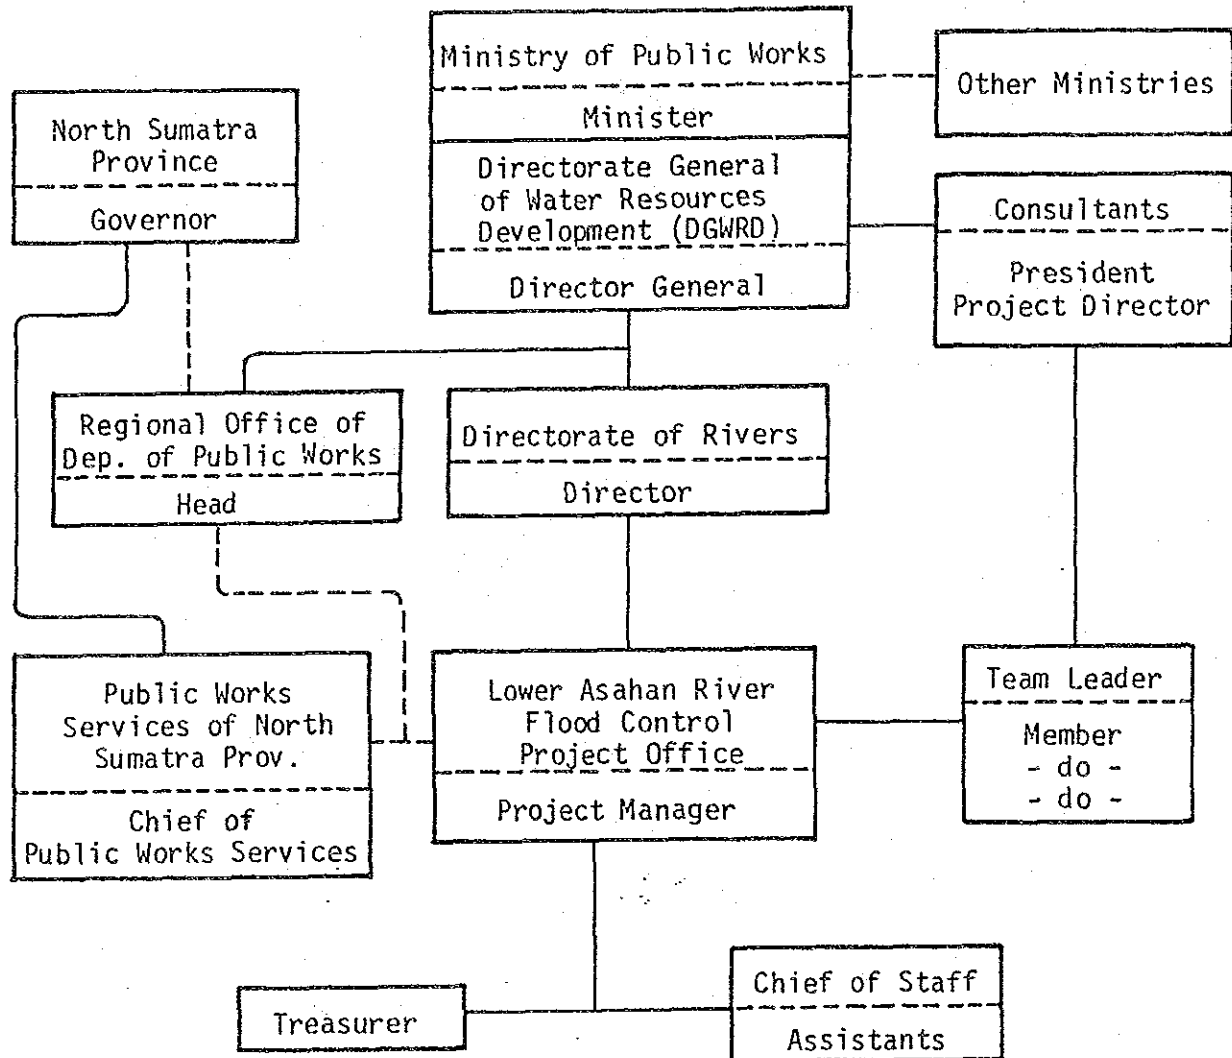 Ministry of Public Works
Minister
Directorate General
of Water Resources
Development (DGWRD)
Director General
Other Ministries
North Sumatra
Province
Governor
Consultants
President
Project Director
Regional Office of
Dep. of Public Works
Head
Directorate of Rivers
Director
Public Works
Services of North
Sumatra Prov.
Chief of
Public Works Services
Lower Asahan River
Flood Control
Project Office
Project Manager
Team Leader
Member
- do -
- do -
Treasurer
Chief of Staff
Assistants